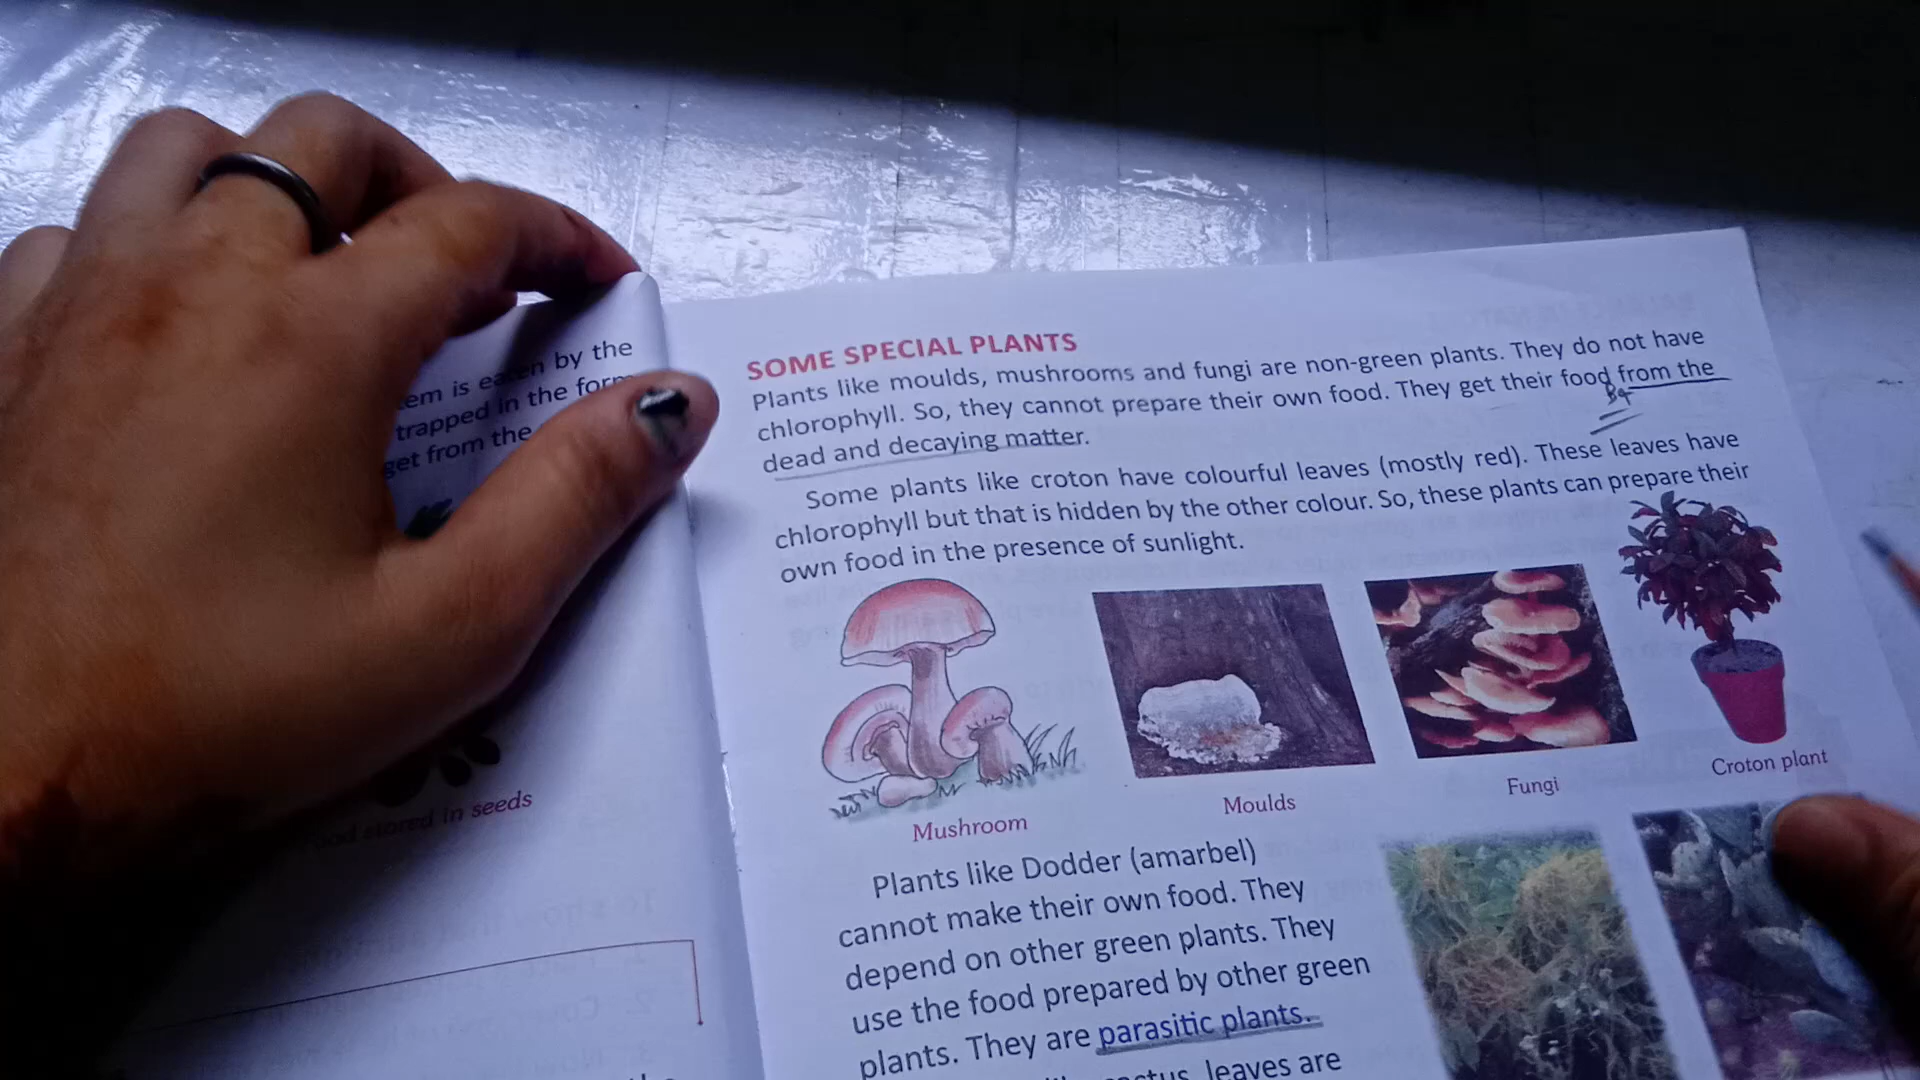 em is eaten by the
trapped in the form
get from the
food stored in seeds
SOME SPECIAL PLANTS
Plants like moulds, mushrooms and fungi are non-green plants. They do not have
chlorophyll. So, they cannot prepare their own food. They get their food from the
dead and decaying matter.
Some plants like croton have colourful leaves (mostly red). These leaves have
chlorophyll but that is hidden by the other colour. So, these plants can prepare their
own food in the presence of sunlight.
Mushroom
Moulds
Fungi
Croton plant
Plants like Dodder (amarbel)
cannot make their own food. They
depend on other green plants. They
use the food prepared by other green
plants. They are parasitic plants.
leaves are